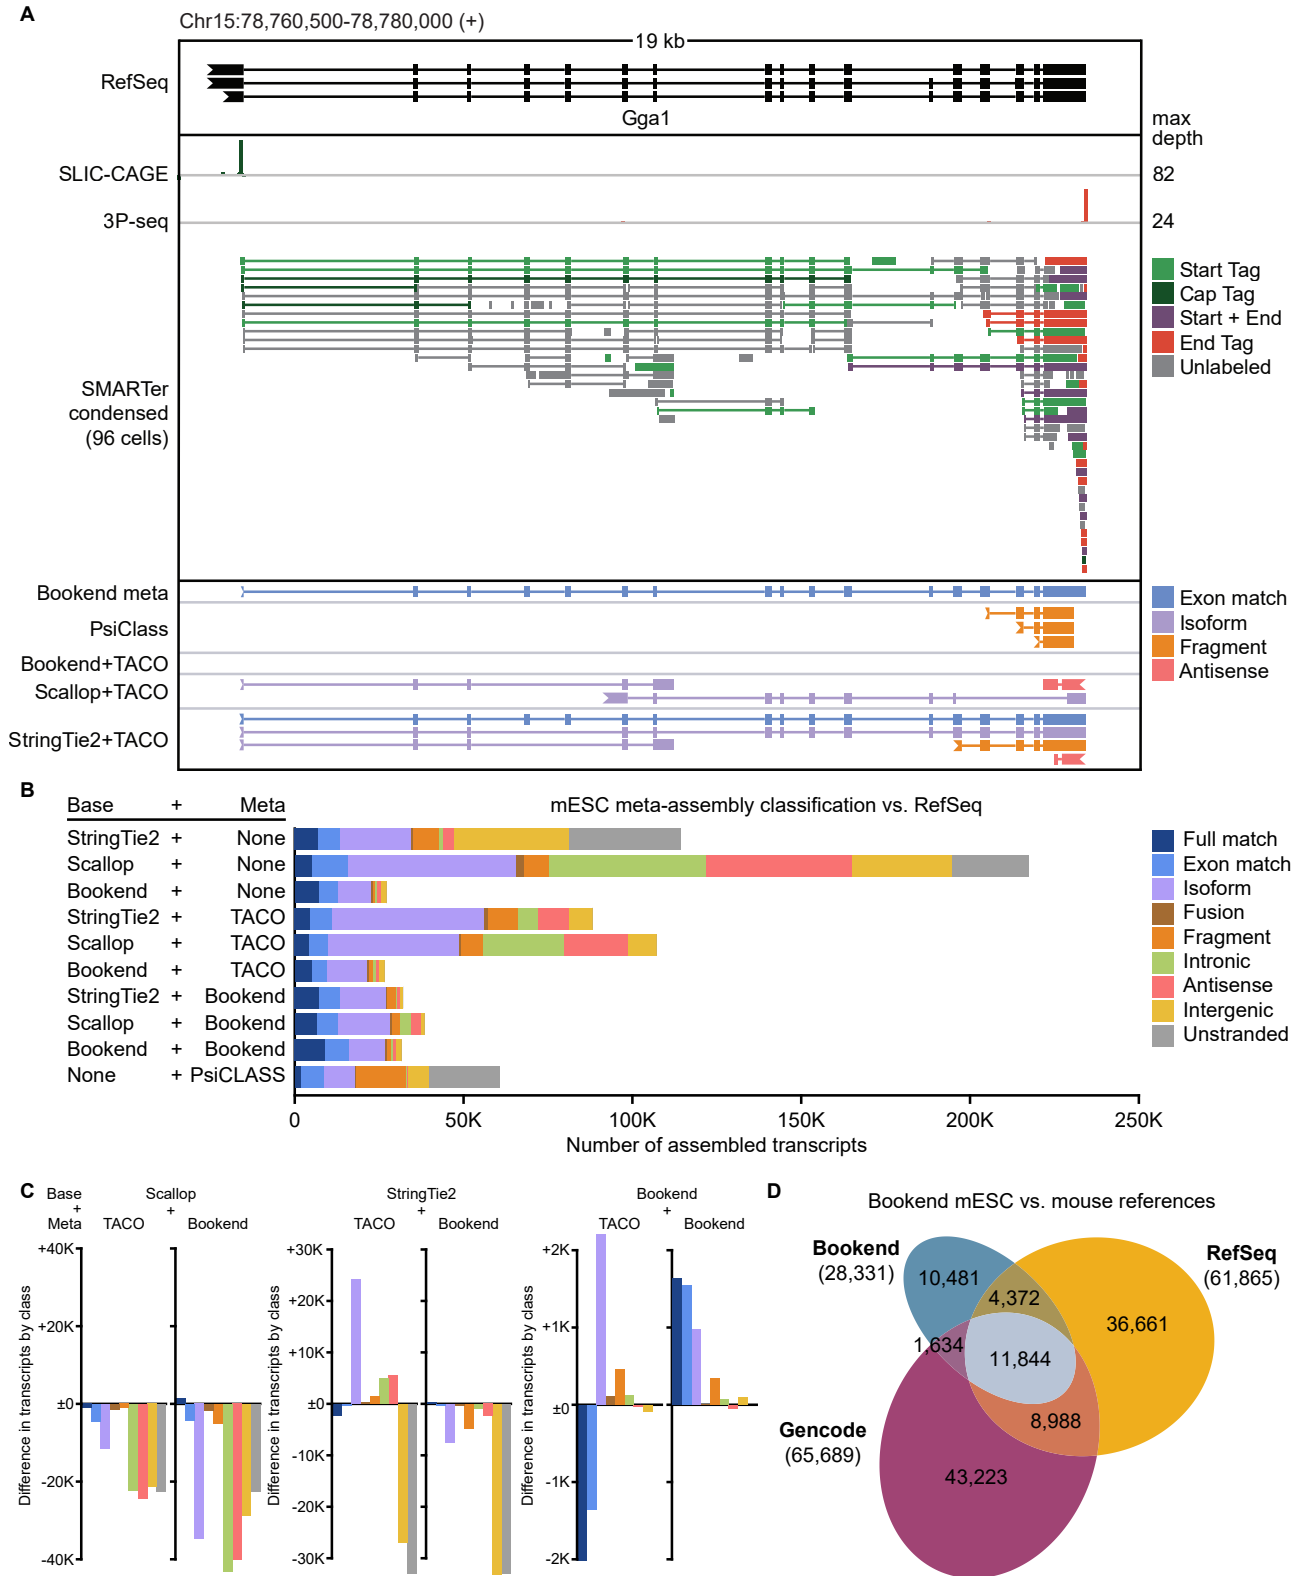 A
Chr15:78,760,500-78,780,000 (+)
19 kb
RefSeq
Gga1
max
depth
SLIC-CAGE
82
3P-seq
24
Start Tag
Cap Tag
Start + End
End Tag
Unlabeled
SMARTer
condensed
(96 cells)
Bookend meta
PsiClass
Bookend+TACO
Scallop+TACO
StringTie2+TACO
Exon match
Isoform
Fragment
Antisense
B
Base + Meta
mESC meta-assembly classification vs. RefSeq
StringTie2 + None
Scallop + None
Bookend + None
StringTie2 + TACO
Scallop + TACO
Bookend + TACO
StringTie2 + Bookend
Scallop + Bookend
Bookend + Bookend
None + PsiCLASS
Full match
Exon match
Isoform
Fusion
Fragment
Intronic
Antisense
Intergenic
Unstranded
0 50K 100K 150K 200K 250K
Number of assembled transcripts
C
Base
+
Meta
Scallop
+
TACO Bookend
Difference in transcripts by class
+40K
+20K
±0
-20K
-40K
StringTie2
+
TACO Bookend
Difference in transcripts by class
+30K
+20K
+10K
±0
-10K
-20K
-30K
Bookend
+
TACO Bookend
Difference in transcripts by class
+2K
+1K
±0
-1K
-2K
D
Bookend mESC vs. mouse references
Bookend
(28,331)
RefSeq
(61,865)
10,481
4,372
36,661
1,634
11,844
Gencode
(65,689)
8,988
43,223